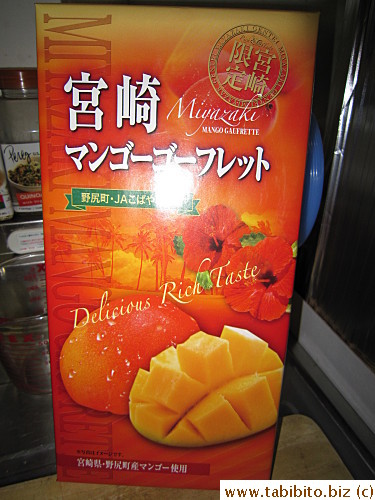 宮崎
限定
宮崎
Miyazaki
MANGO GAUFRETTE
マンゴーゴーフレット
野尻町・JAこばや
Delicious Rich Taste
宮崎県・野尻町産マンゴー使用
QUINOA
www.tabibito.biz (c)